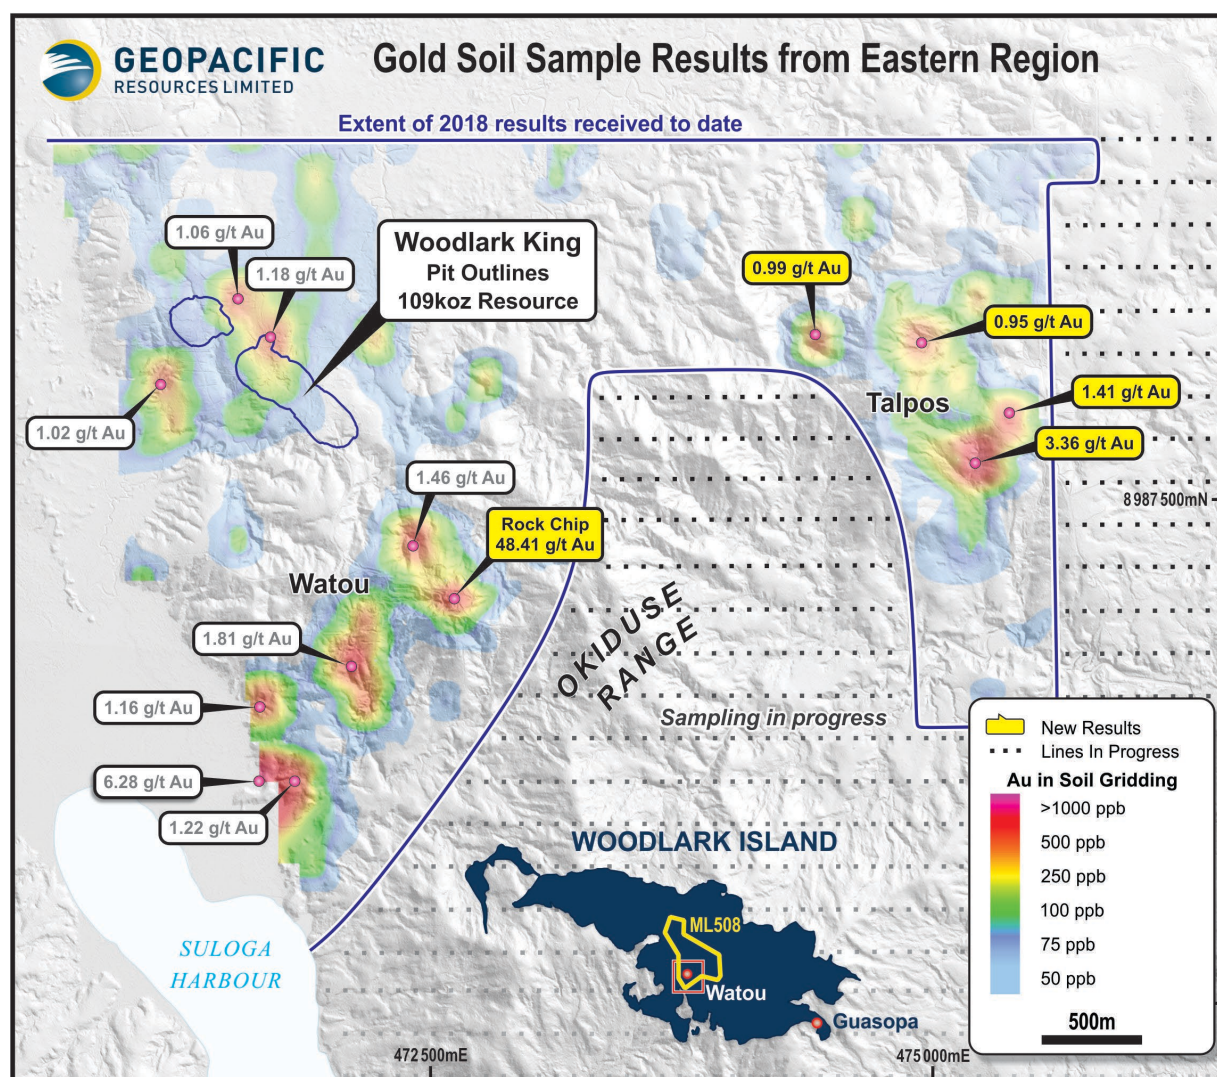 GEOPACIFIC
RESOURCES LIMITED
Gold Soil Sample Results from Eastern Region
Extent of 2018 results received to date
1.06 g/t Au
1.18 g/t Au
Woodlark King
Pit Outlines
109koz Resource
0.99 g/t Au
0.95 g/t Au
1.02 g/t Au
Talpos
1.41 g/t Au
3.36 g/t Au
1.46 g/t Au
8 987 500mN
Rock Chip
48.41 g/t Au
Watou
1.81 g/t Au
OKIDUSE
RANGE
1.16 g/t Au
Sampling in progress
6.28 g/t Au
1.22 g/t Au
New Results
Lines In Progress
Au in Soil Gridding
>1000 ppb
500 ppb
250 ppb
100 ppb
75 ppb
50 ppb
500m
WOODLARK ISLAND
ML508
Watou
Guasopa
SULOGA
HARBOUR
472 500mE
475 000mE